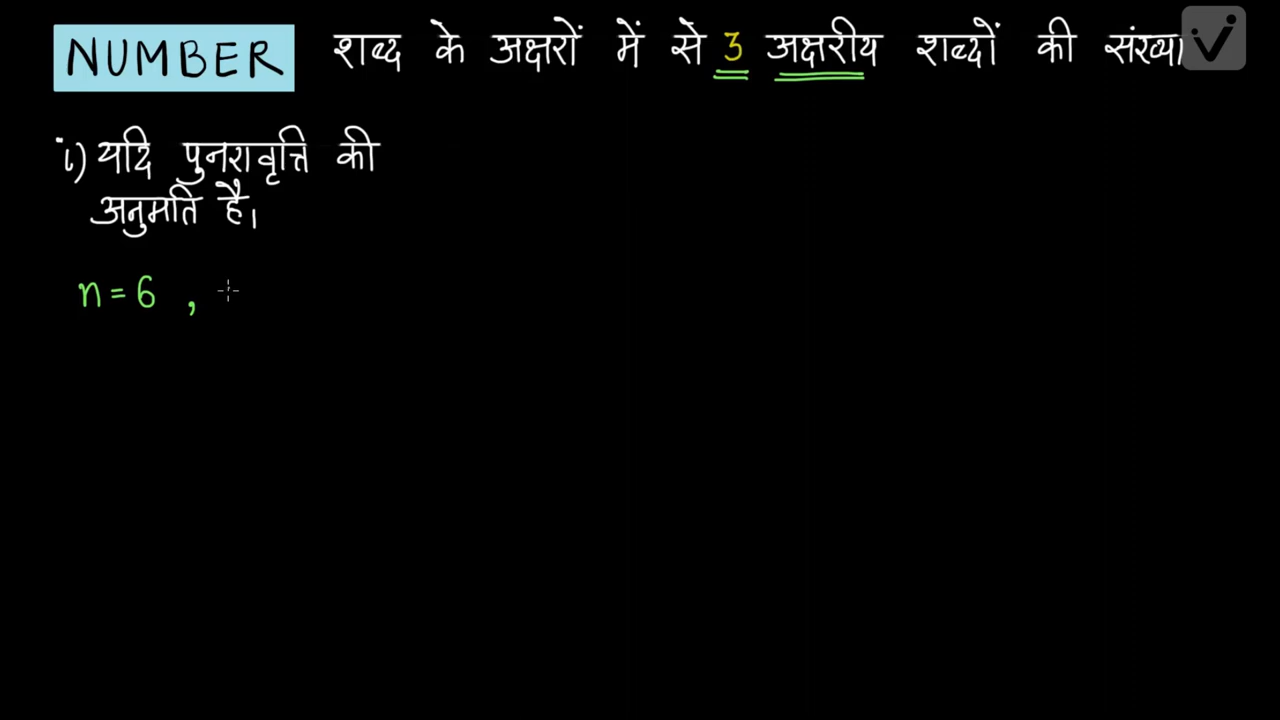 NUMBER शब्द के अक्षरों में से 3 अक्षरीय शब्दों की संख्या
i) यदि पुनरावृत्ति की
अनुमति है।
n = 6 ,